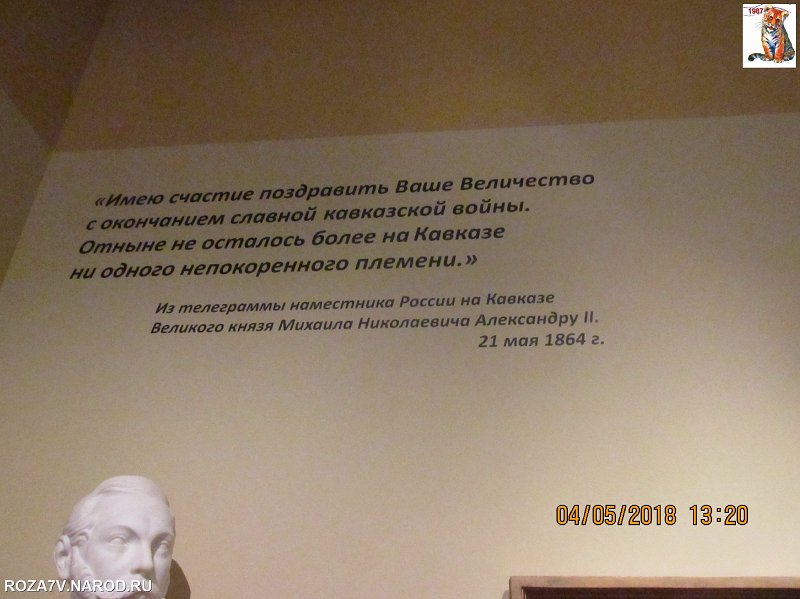 1987
«Имею счастие поздравить Ваше Величество
с окончанием славной кавказской войны.
Отныне не осталось более на Кавказе
ни одного непокоренного племени.»
Из телеграммы наместника России на Кавказе
Великого князя Михаила Николаевича Александру II.
21 мая 1864 г.
04/05/2018 13:20
ROZA7V.NAROD.RU